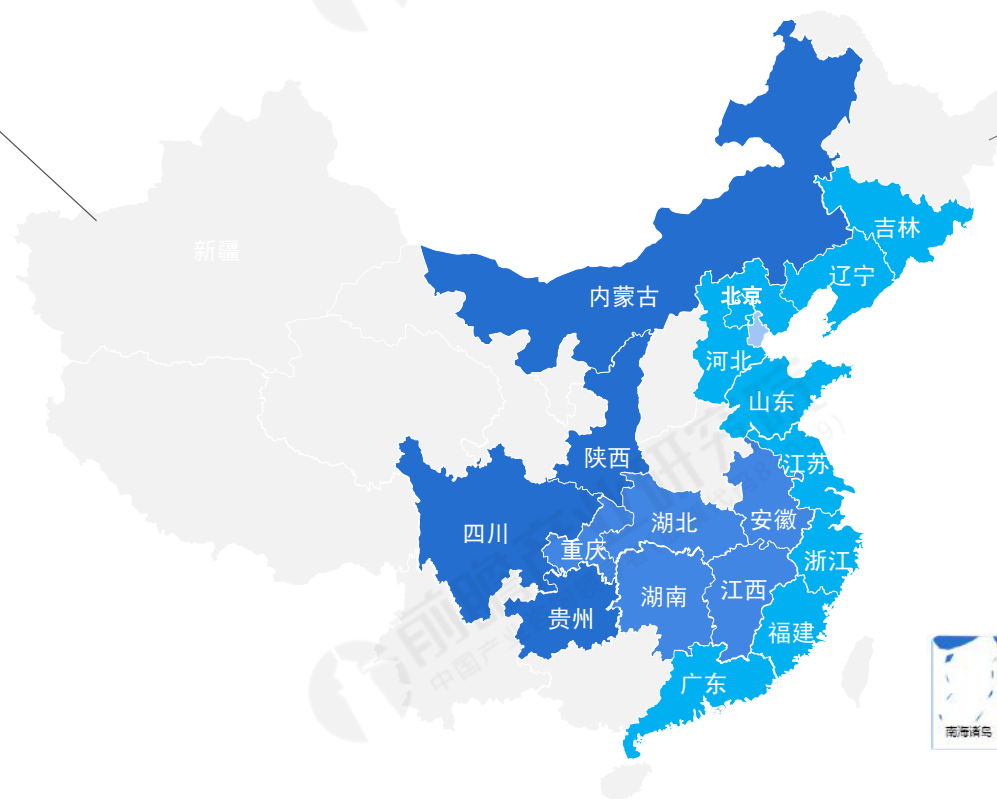 新疆
吉林
辽宁
内蒙古
北京
河北
山东
陕西
江苏
四川
湖北
安徽
重庆
浙江
湖南
江西
贵州
福建
广东
南海诸岛